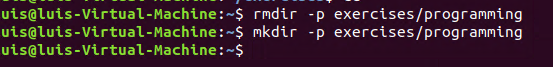 uis@luis-Virtual-Machine:~$ rmdir -p exercises/programming
uis@luis-Virtual-Machine:~$ mkdir -p exercises/programming
uis@luis-Virtual-Machine:~$